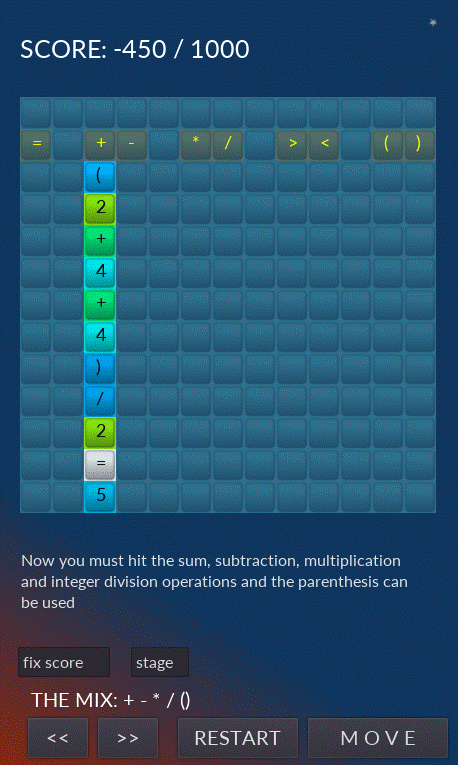 SCORE: -450 / 1000
= + - * / > < ( )
(
2
+
4
+
4
)
/
2
=
5
Now you must hit the sum, subtraction, multiplication
and integer division operations and the parenthesis can
be used
fix score stage
THE MIX: + - * / ()
<< >> RESTART M O V E